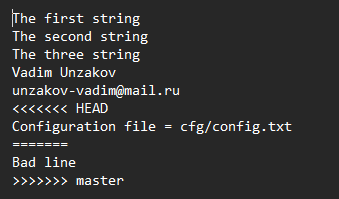 The first string
The second string
The three string
Vadim Unzakov
unzakov-vadim@mail.ru
<<<<<<< HEAD
Configuration file = cfg/config.txt
=======
Bad line
>>>>>>> master